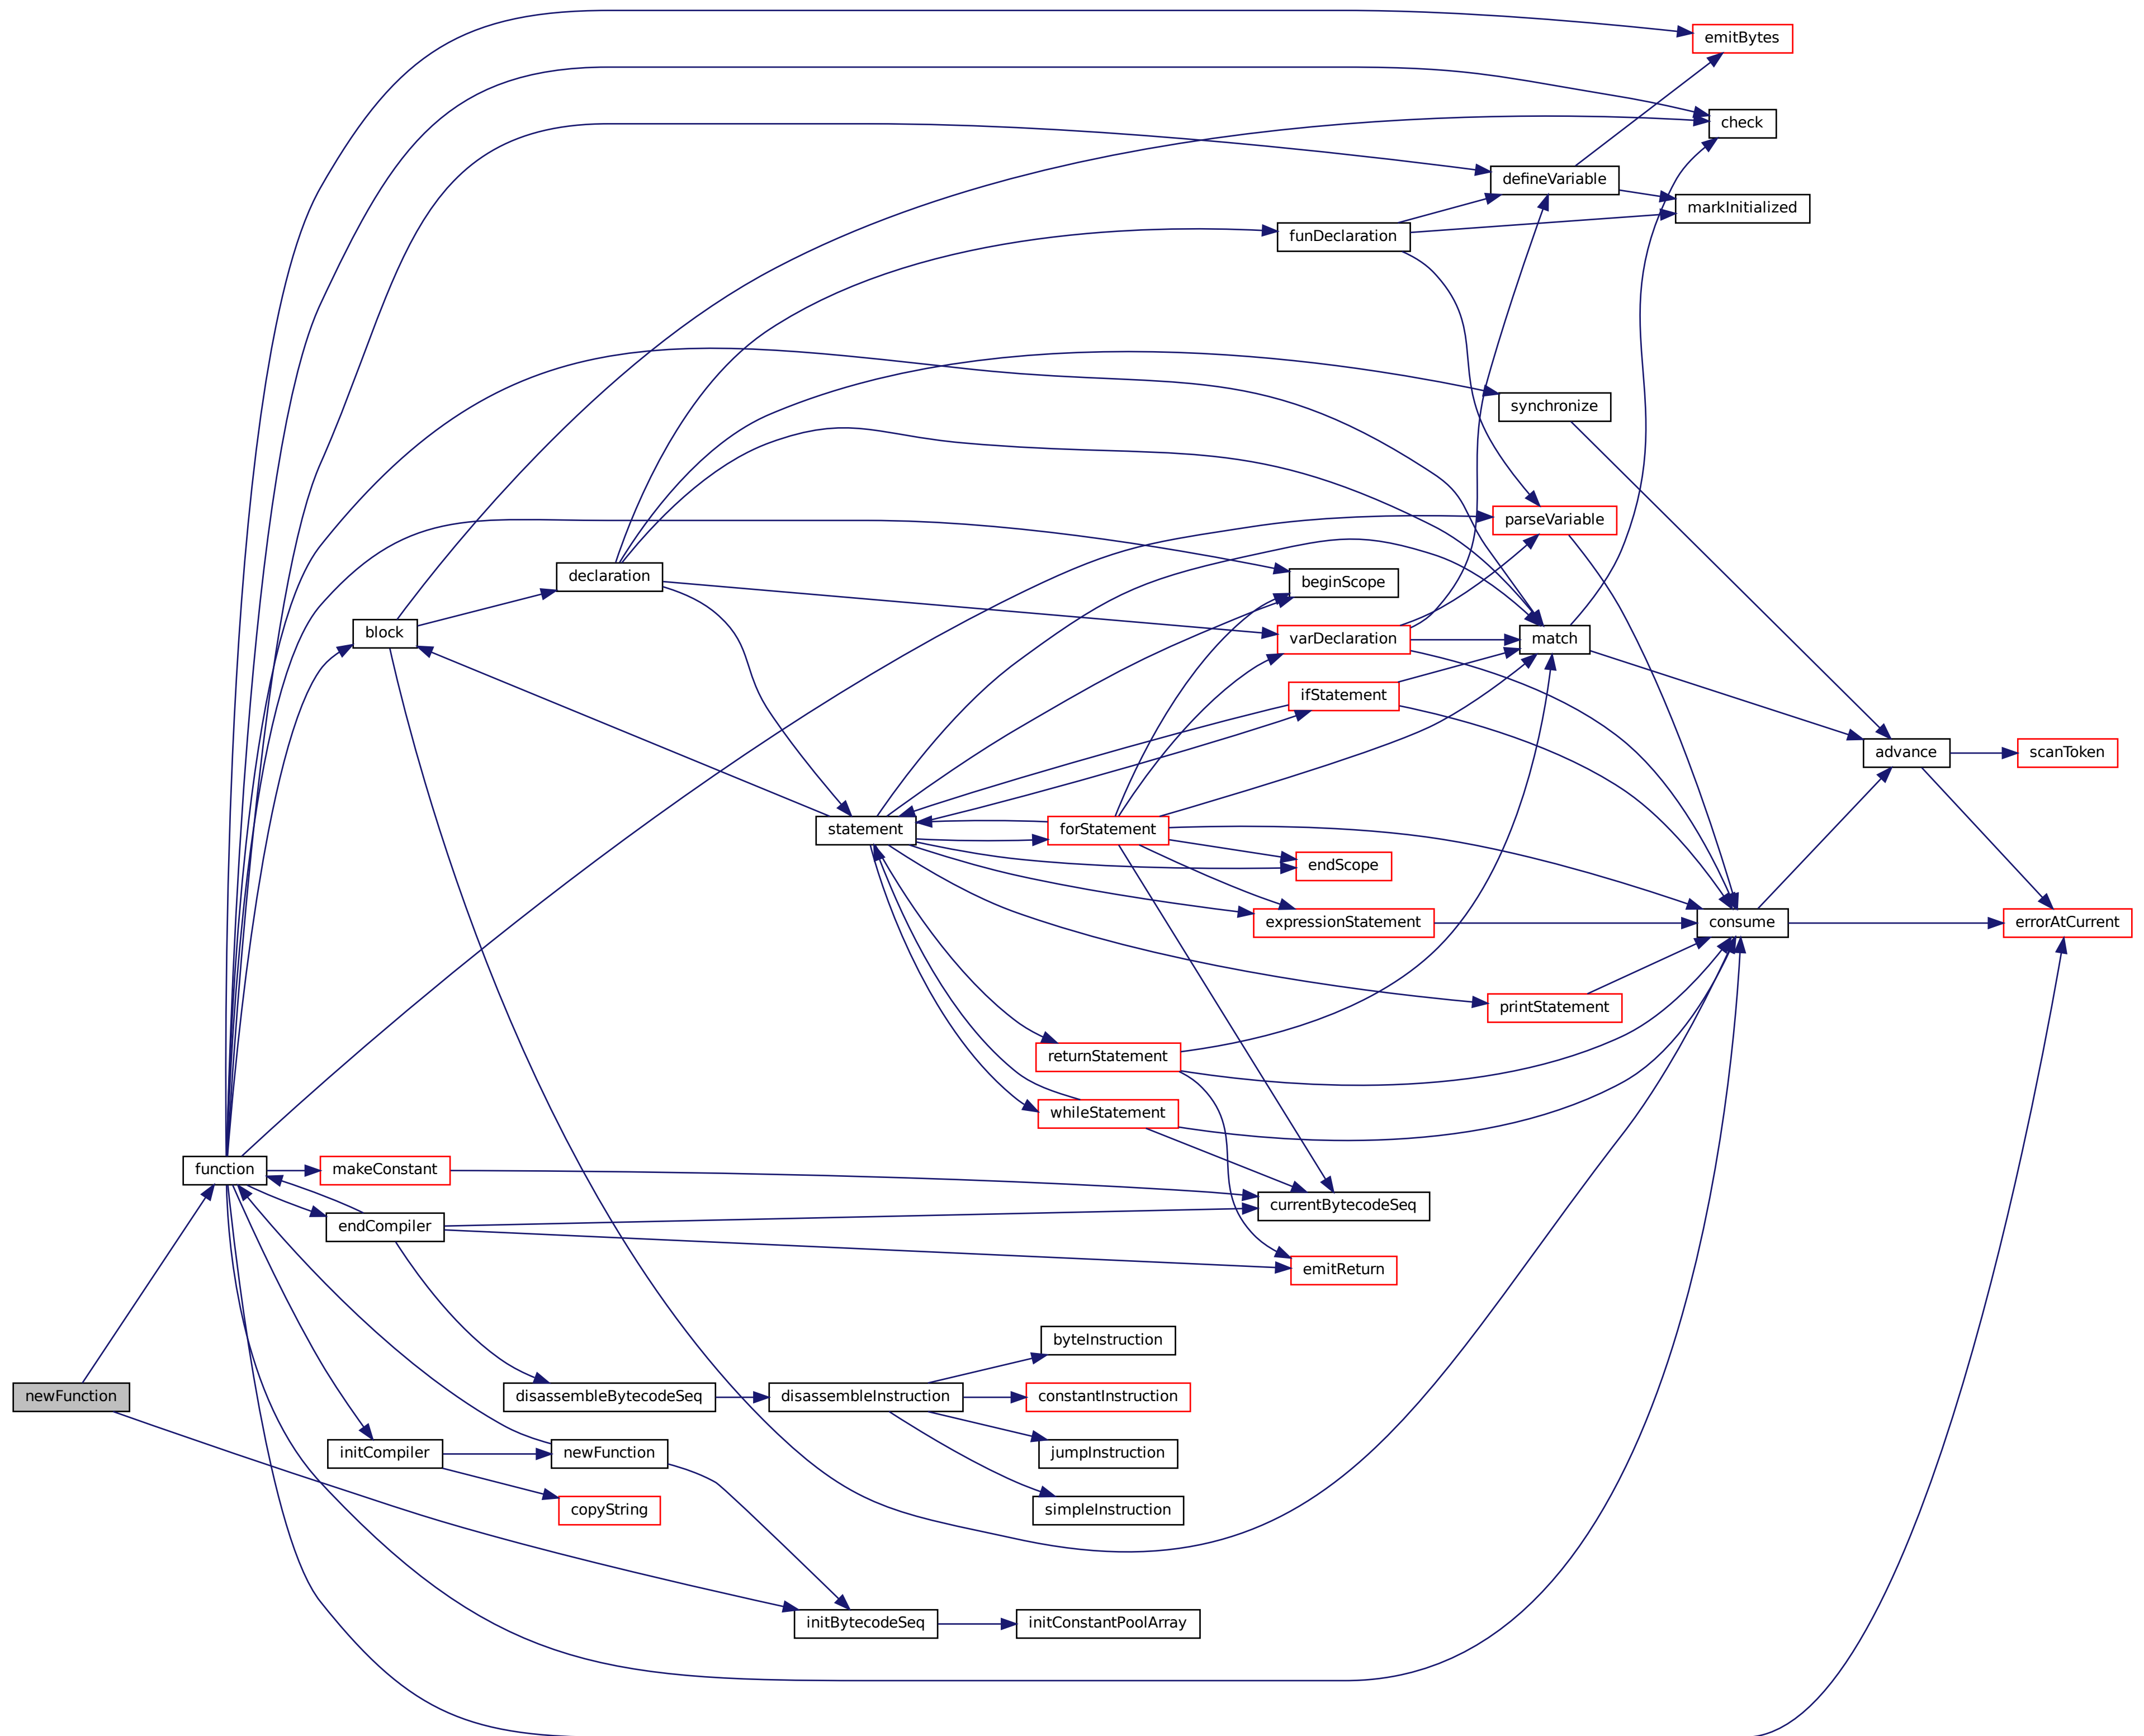 emitBytes
check
defineVariable
markInitialized
funDeclaration
synchronize
parseVariable
declaration
beginScope
block
varDeclaration
match
ifStatement
advance
scanToken
statement
forStatement
endScope
expressionStatement
consume
errorAtCurrent
printStatement
returnStatement
whileStatement
function
makeConstant
currentBytecodeSeq
endCompiler
emitReturn
byteInstruction
newFunction
disassembleBytecodeSeq
disassembleInstruction
constantInstruction
initCompiler
newFunction
jumpInstruction
copyString
simpleInstruction
initBytecodeSeq
initConstantPoolArray